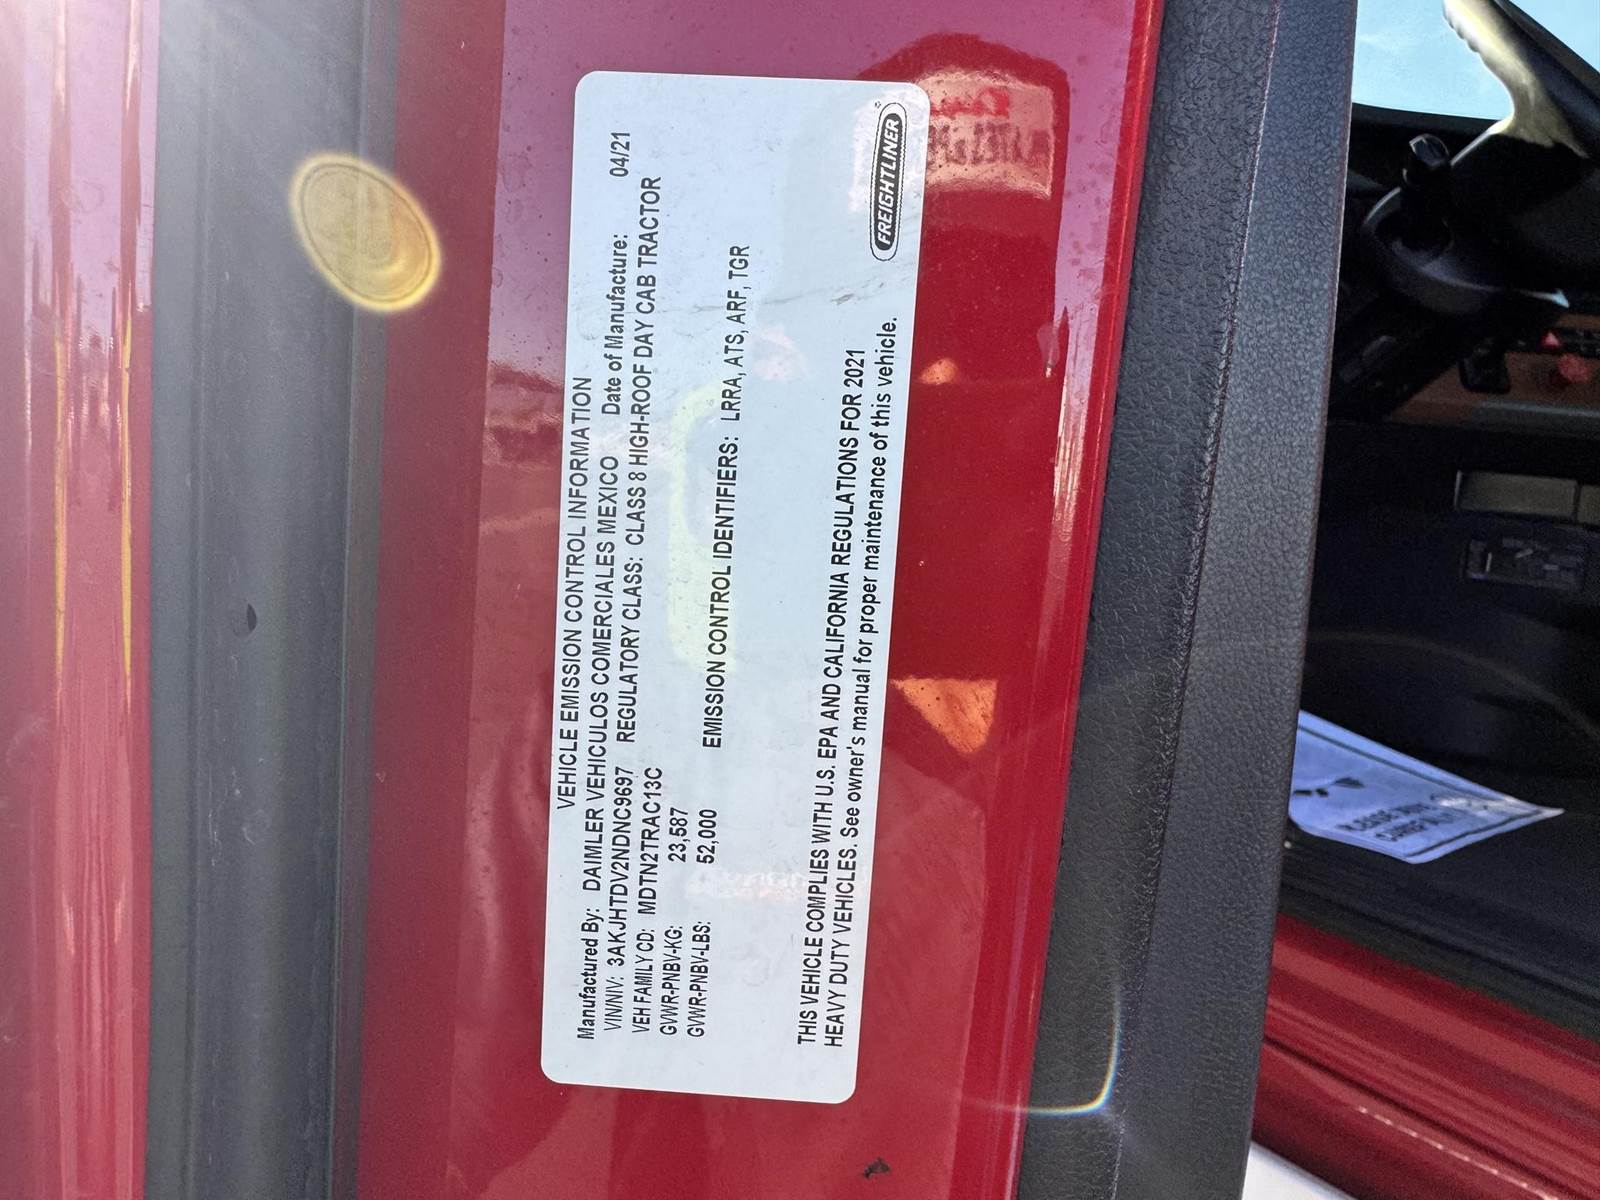 VEHICLE EMISSION CONTROL INFORMATION
Manufactured By: DAIMLER VEHICULOS COMERCIALES MEXICO Date of Manufacture: 04/21
VIN/NIV: 3AKJHTDV2NDNC9697 REGULATORY CLASS: CLASS 8 HIGH-ROOF DAY CAB TRACTOR
VEH FAMILY CD: MDTN2TRAC13C
GVWR-PNBV-KG: 23,587
GVWR-PNBV-LBS: 52,000
EMISSION CONTROL IDENTIFIERS: LRRA, ATS, ARF, TGR
THIS VEHICLE COMPLIES WITH U.S. EPA AND CALIFORNIA REGULATIONS FOR 2021
HEAVY DUTY VEHICLES. See owner's manual for proper maintenance of this vehicle.
FREIGHTLINER